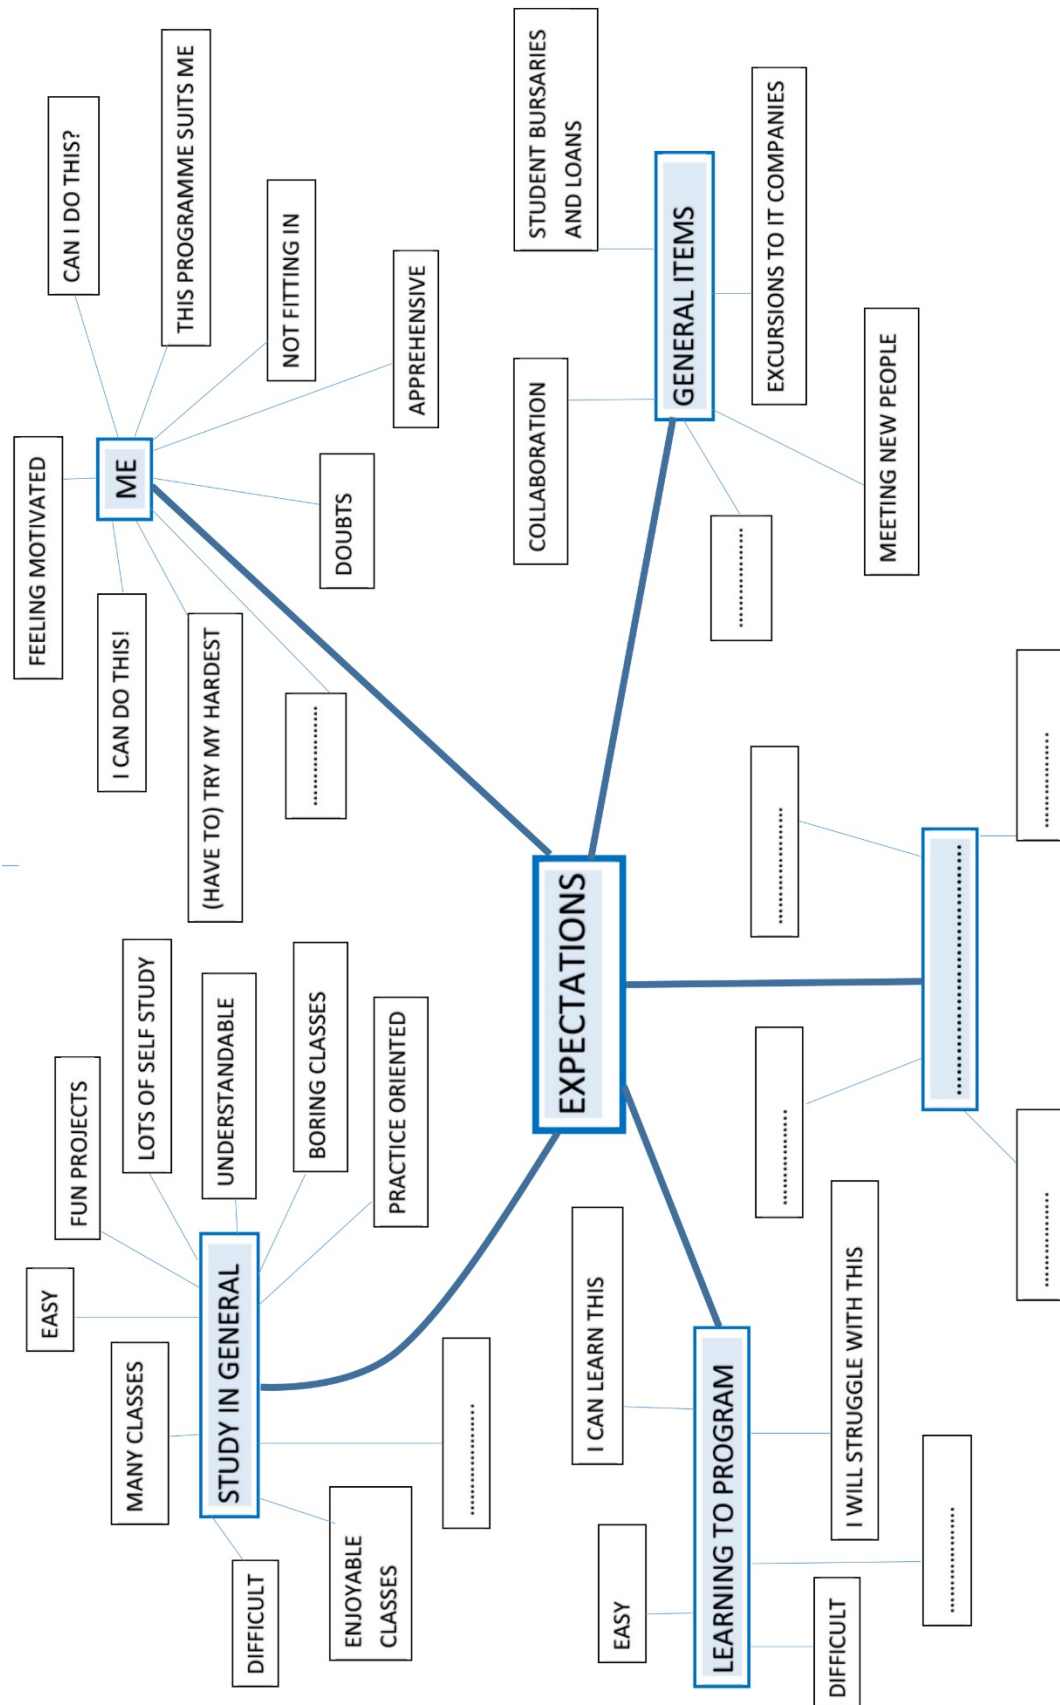 EASY
FUN PROJECTS
LOTS OF SELF STUDY
UNDERSTANDABLE
BORING CLASSES
PRACTICE ORIENTED
MANY CLASSES
STUDY IN GENERAL
DIFFICULT
ENJOYABLE
CLASSES
......................
FEELING MOTIVATED
CAN I DO THIS?
THIS PROGRAMME SUITS ME
NOT FITTING IN
APPREHENSIVE
ME
I CAN DO THIS!
(HAVE TO) TRY MY HARDEST
DOUBTS
...................
EXPECTATIONS
I CAN LEARN THIS
EASY
LEARNING TO PROGRAM
DIFFICULT
I WILL STRUGGLE WITH THIS
......................
COLLABORATION
STUDENT BURSARIES
AND LOANS
GENERAL ITEMS
...................
EXCURSIONS TO IT COMPANIES
MEETING NEW PEOPLE
.................
......................
........................................
.................
.................